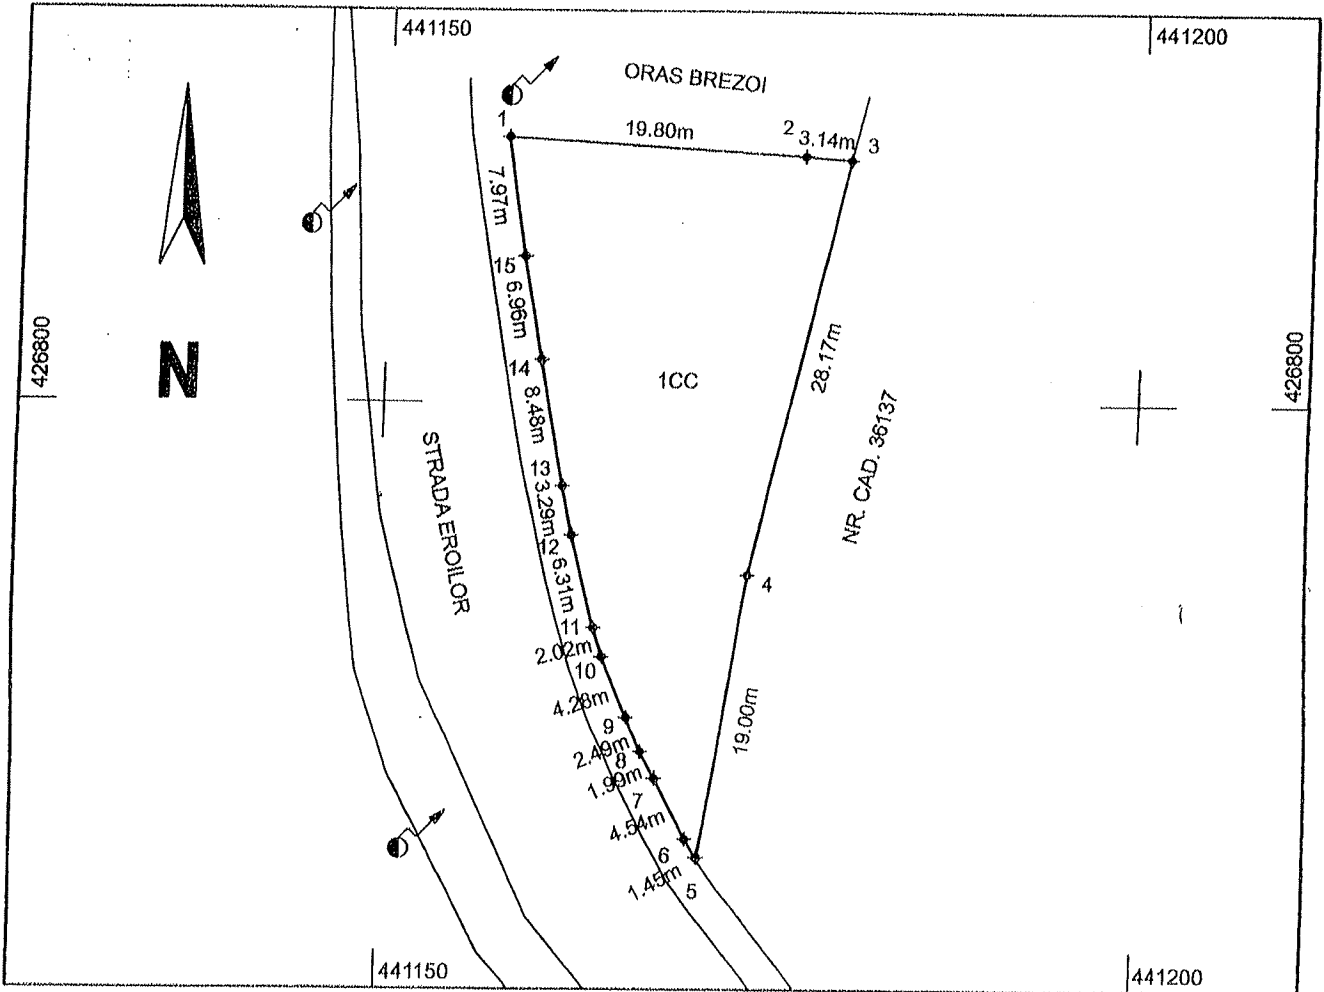 441150
441200
ORAS BREZOI
1
19.80m
2
3.14m
3
7.97m
15
6.96m
426800
426800
N
14
1CC
28.17m
8.48m
STRADA EROILOR
NR. CAD. 36137
13
3.29m
12
6.31m
4
11
2.02m
10
4.28m
9
19.00m
2.49m
8
1.99m
7
4.54m
6
1.45m
5
441150
441200